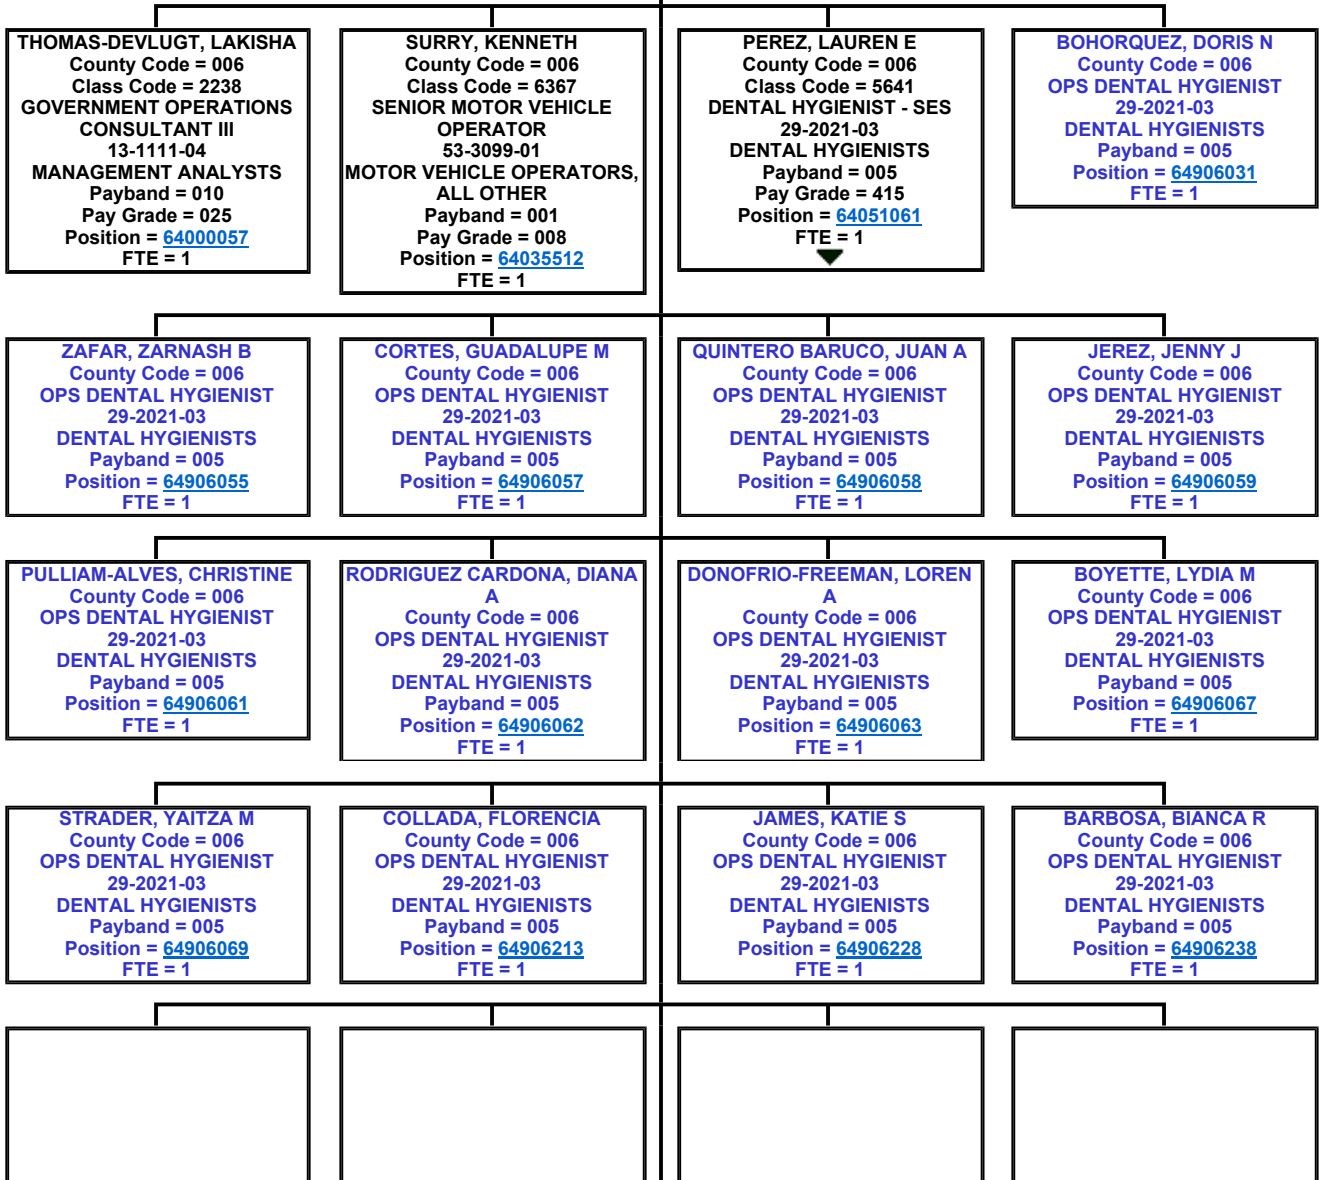 THOMAS-DEVLUGT, LAKISHA
County Code = 006
Class Code = 2238
GOVERNMENT OPERATIONS
CONSULTANT III
13-1111-04
MANAGEMENT ANALYSTS
Payband = 010
Pay Grade = 025
Position = 64000057
FTE = 1
SURRY, KENNETH
County Code = 006
Class Code = 6367
SENIOR MOTOR VEHICLE
OPERATOR
53-3099-01
MOTOR VEHICLE OPERATORS,
ALL OTHER
Payband = 001
Pay Grade = 008
Position = 64035512
FTE = 1
PEREZ, LAUREN E
County Code = 006
Class Code = 5641
DENTAL HYGIENIST - SES
29-2021-03
DENTAL HYGIENISTS
Payband = 005
Pay Grade = 415
Position = 64051061
FTE = 1
BOHORQUEZ, DORIS N
County Code = 006
OPS DENTAL HYGIENIST
29-2021-03
DENTAL HYGIENISTS
Payband = 005
Position = 64906031
FTE = 1
ZAFAR, ZARNASH B
County Code = 006
OPS DENTAL HYGIENIST
29-2021-03
DENTAL HYGIENISTS
Payband = 005
Position = 64906055
FTE = 1
CORTES, GUADALUPE M
County Code = 006
OPS DENTAL HYGIENIST
29-2021-03
DENTAL HYGIENISTS
Payband = 005
Position = 64906057
FTE = 1
QUINTERO BARUCO, JUAN A
County Code = 006
OPS DENTAL HYGIENIST
29-2021-03
DENTAL HYGIENISTS
Payband = 005
Position = 64906058
FTE = 1
JEREZ, JENNY J
County Code = 006
OPS DENTAL HYGIENIST
29-2021-03
DENTAL HYGIENISTS
Payband = 005
Position = 64906059
FTE = 1
PULLIAM-ALVES, CHRISTINE
County Code = 006
OPS DENTAL HYGIENIST
29-2021-03
DENTAL HYGIENISTS
Payband = 005
Position = 64906061
FTE = 1
RODRIGUEZ CARDONA, DIANA
A
County Code = 006
OPS DENTAL HYGIENIST
29-2021-03
DENTAL HYGIENISTS
Payband = 005
Position = 64906062
FTE = 1
DONOFRIO-FREEMAN, LOREN
A
County Code = 006
OPS DENTAL HYGIENIST
29-2021-03
DENTAL HYGIENISTS
Payband = 005
Position = 64906063
FTE = 1
BOYETTE, LYDIA M
County Code = 006
OPS DENTAL HYGIENIST
29-2021-03
DENTAL HYGIENISTS
Payband = 005
Position = 64906067
FTE = 1
STRADER, YAITZA M
County Code = 006
OPS DENTAL HYGIENIST
29-2021-03
DENTAL HYGIENISTS
Payband = 005
Position = 64906069
FTE = 1
COLLADA, FLORENCIA
County Code = 006
OPS DENTAL HYGIENIST
29-2021-03
DENTAL HYGIENISTS
Payband = 005
Position = 64906213
FTE = 1
JAMES, KATIE S
County Code = 006
OPS DENTAL HYGIENIST
29-2021-03
DENTAL HYGIENISTS
Payband = 005
Position = 64906228
FTE = 1
BARBOSA, BIANCA R
County Code = 006
OPS DENTAL HYGIENIST
29-2021-03
DENTAL HYGIENISTS
Payband = 005
Position = 64906238
FTE = 1